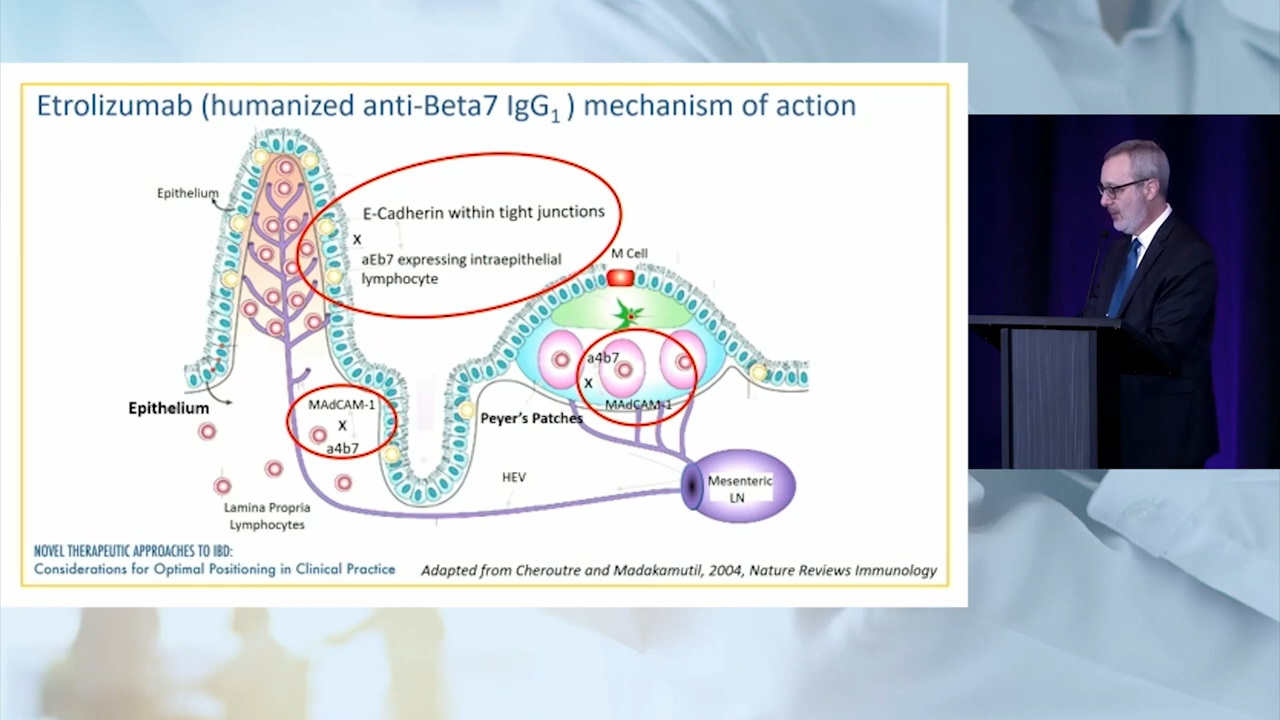 Etrolizumab (humanized anti-Beta7 IgG1 ) mechanism of action
Epithelium
E-Cadherin within tight junctions
X
aEb7 expressing intraepithelial
lymphocyte
M Cell
a4b7
X
MAdCAM-1
Epithelium
MAdCAM-1
X
a4b7
Peyer's Patches
HEV
Mesenteric
LN
Lamina Propria
Lymphocytes
NOVEL THERAPEUTIC APPROACHES TO IBD:
Considerations for Optimal Positioning in Clinical Practice
Adapted from Cheroutre and Madakamutil, 2004, Nature Reviews Immunology